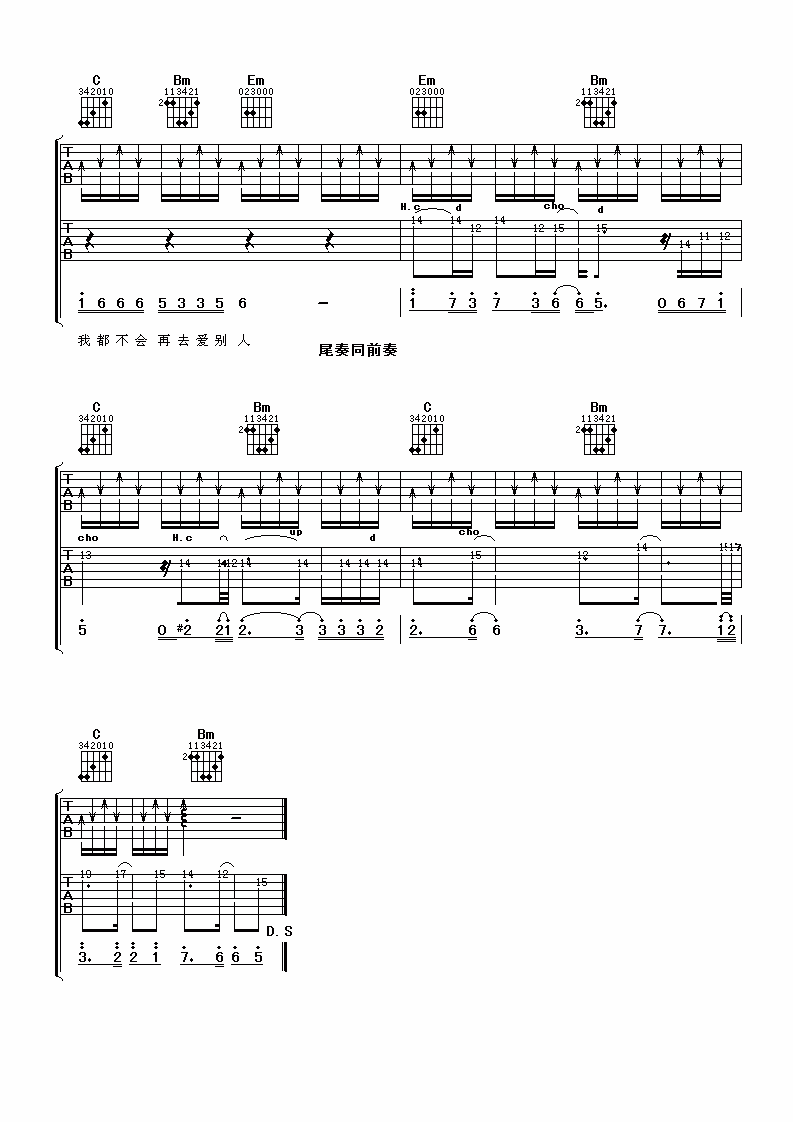 C Bm Em Em Bm
342010 113421 023000 023000 113421
2 2
T A B
H.c d cho d
T A B 14 14 12 14 12 15 15 14 11 12
1 6 6 6 5 3 3 5 6 – 1 7 3 7 3 6 6 5. 0 6 7 1
我都不会 再去爱别 人
尾奏同前奏
C Bm C Bm
342010 113421 342010 113421
2 2
T A B
cho H.c up d cho
T A B 13 14 14 12 14 14 14 14 14 14 15 12 14 15 17
5 0 #2 2 1 2. 3 3 3 3 2 2. 6 6 3. 7 7. 1 2
C Bm
342010 113421
2
T A B –
T A B 19 17 15 14 12 15
D.S
3. 2 2 1 7. 6 6 5